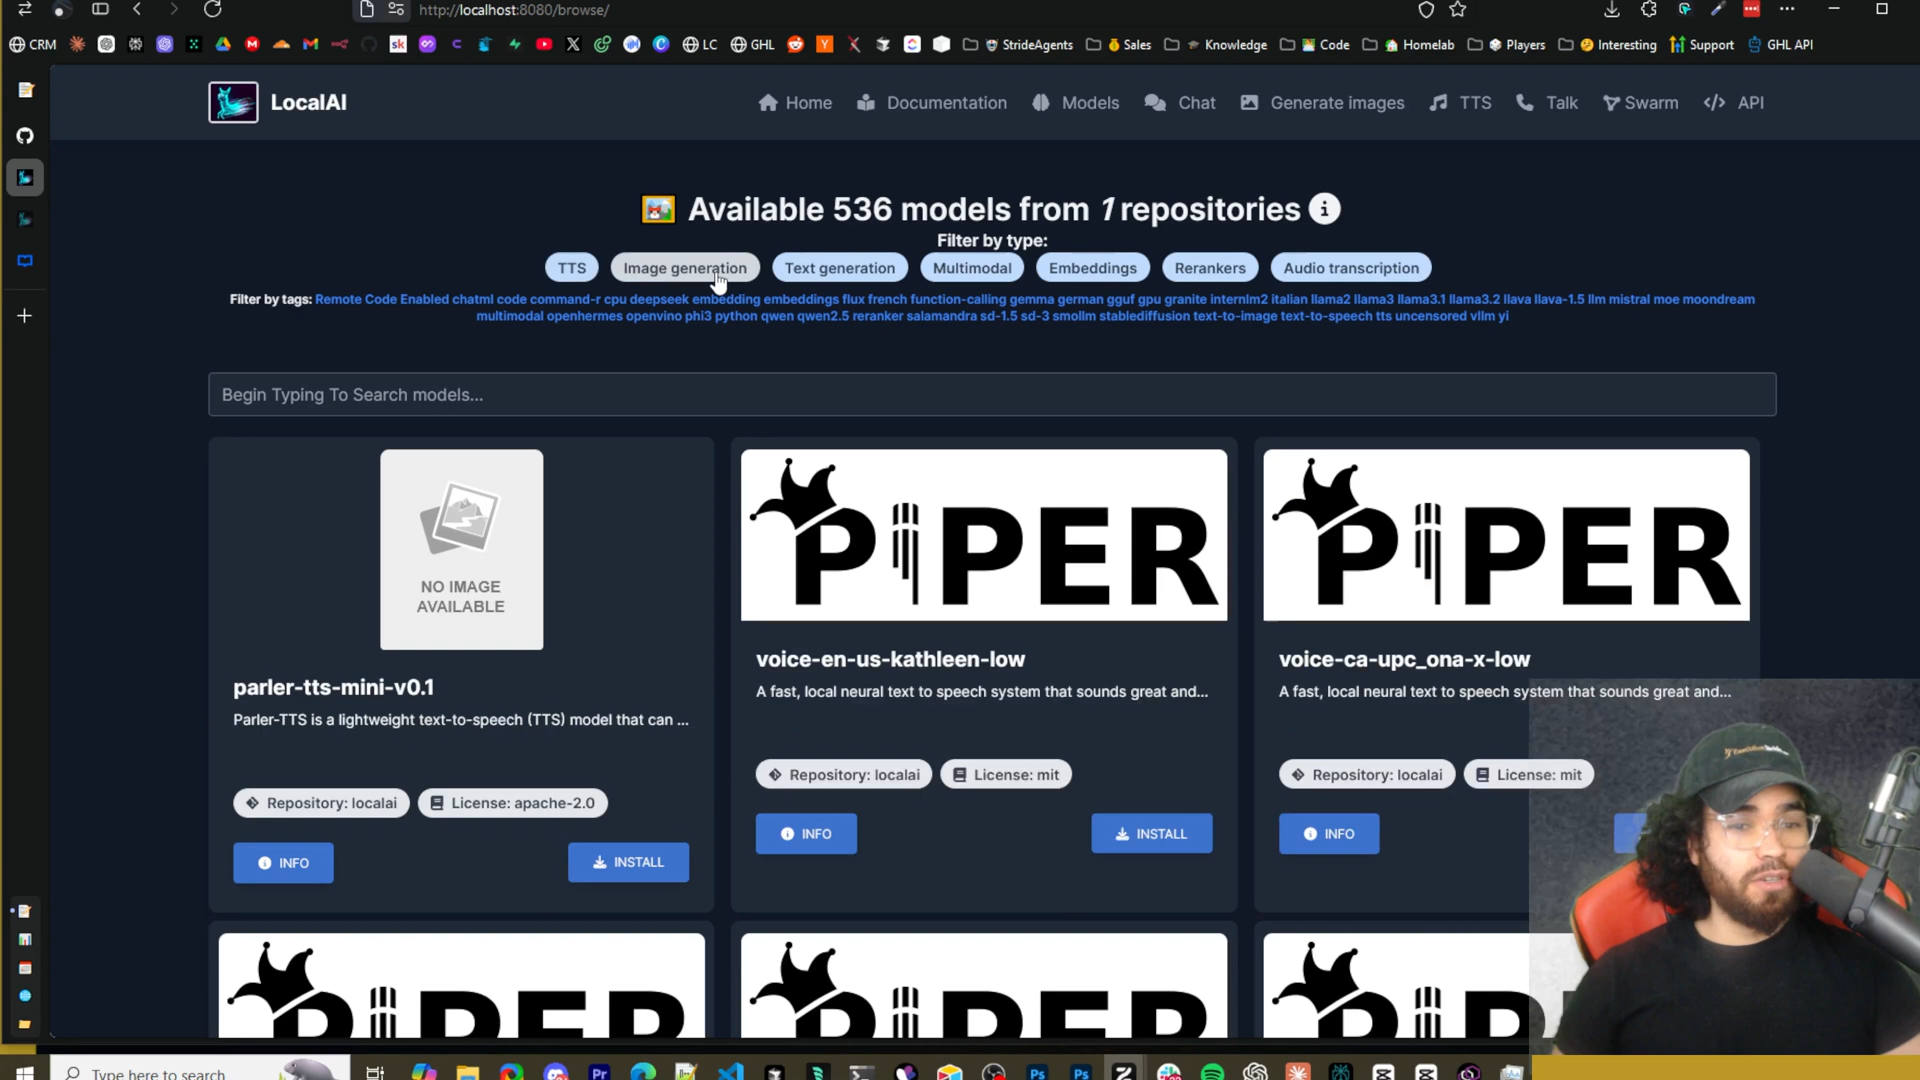 http://localhost:8080/browse/
CRM LC GHL StrideAgents Sales Knowledge Code Homelab Players Interesting Support GHL API
LocalAI
Home Documentation Models Chat Generate images TTS Talk Swarm API
Available 536 models from 1 repositories
Filter by type:
TTS Image generation Text generation Multimodal Embeddings Rerankers Audio transcription
Filter by tags: Remote Code Enabled chatml code command-r cpu deepseek embedding embeddings flux french function-calling gemma german gguf gpu granite internlm2 italian llama2 llama3 llama3.1 llama3.2 llava llava-1.5 llm mistral moe moondream
multimodal openhermes openvino phi3 python qwen qwen2.5 reranker salamandra sd-1.5 sd-3 smollm stablediffusion text-to-image text-to-speech tts uncensored vllm yi
Begin Typing To Search models...
NO IMAGE
AVAILABLE
PIPER
PIPER
parler-tts-mini-v0.1
Parler-TTS is a lightweight text-to-speech (TTS) model that can ...
voice-en-us-kathleen-low
A fast, local neural text to speech system that sounds great and...
voice-ca-upc_ona-x-low
A fast, local neural text to speech system that sounds great and...
Repository: localai License: apache-2.0
Repository: localai License: mit
Repository: localai License: mit
INFO INSTALL
INFO INSTALL
INFO
PIPER
PIPER
Type here to search